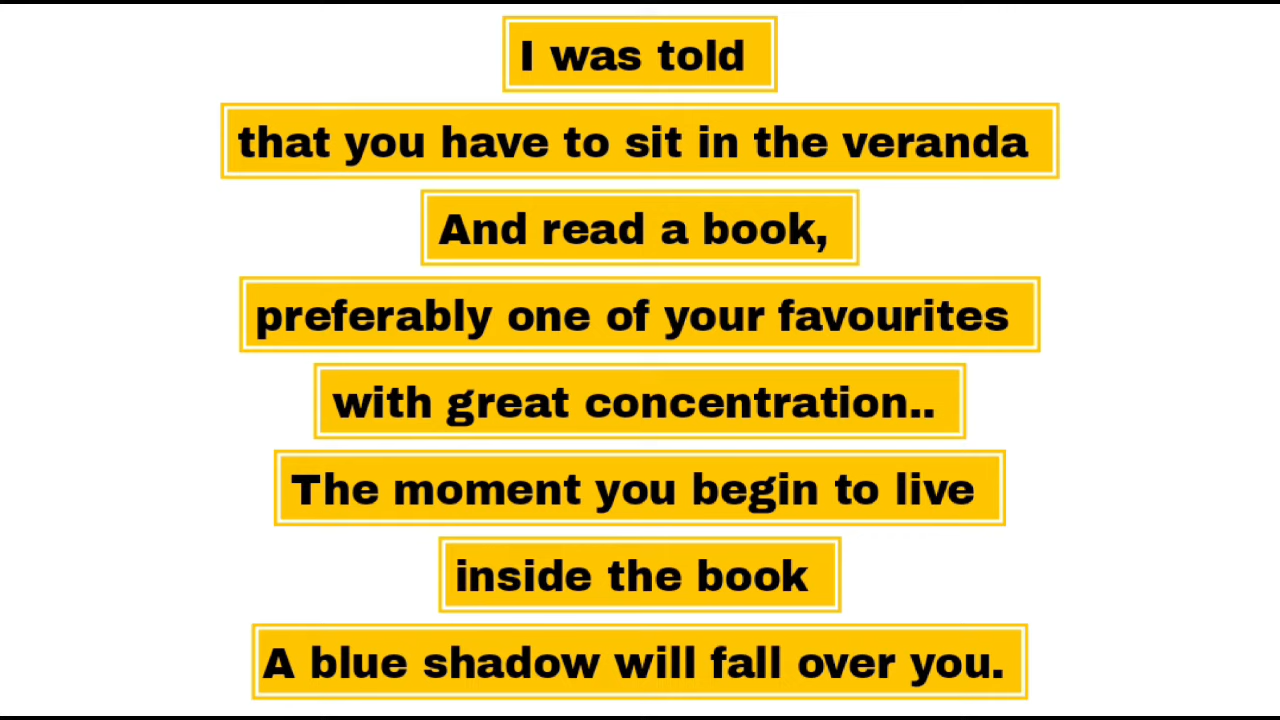 I was told
that you have to sit in the veranda
And read a book,
preferably one of your favourites
with great concentration..
The moment you begin to live
inside the book
A blue shadow will fall over you.